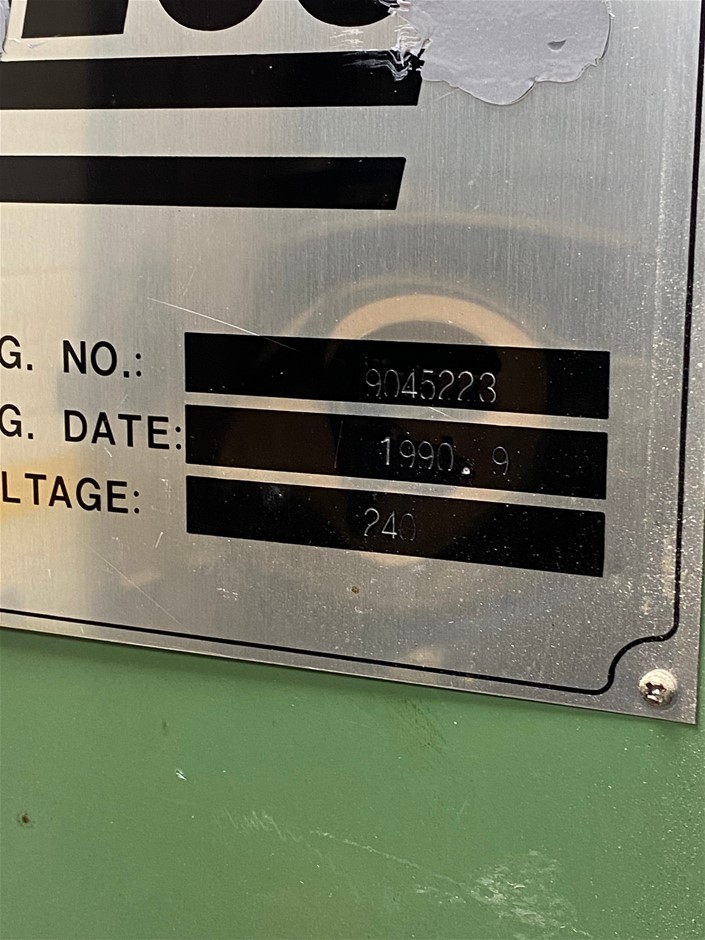 G. NO.: 9045223
G. DATE: 1990.9
LTAGE: 240